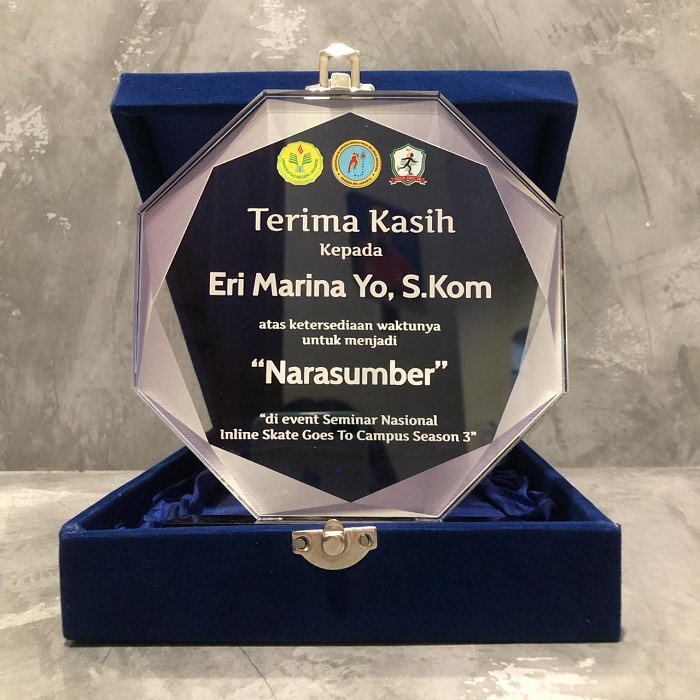 Terima Kasih
Kepada
Eri Marina Yo, S.Kom
atas ketersediaan waktunya
untuk menjadi
“Narasumber”
“di event Seminar Nasional
Inline Skate Goes To Campus Season 3”